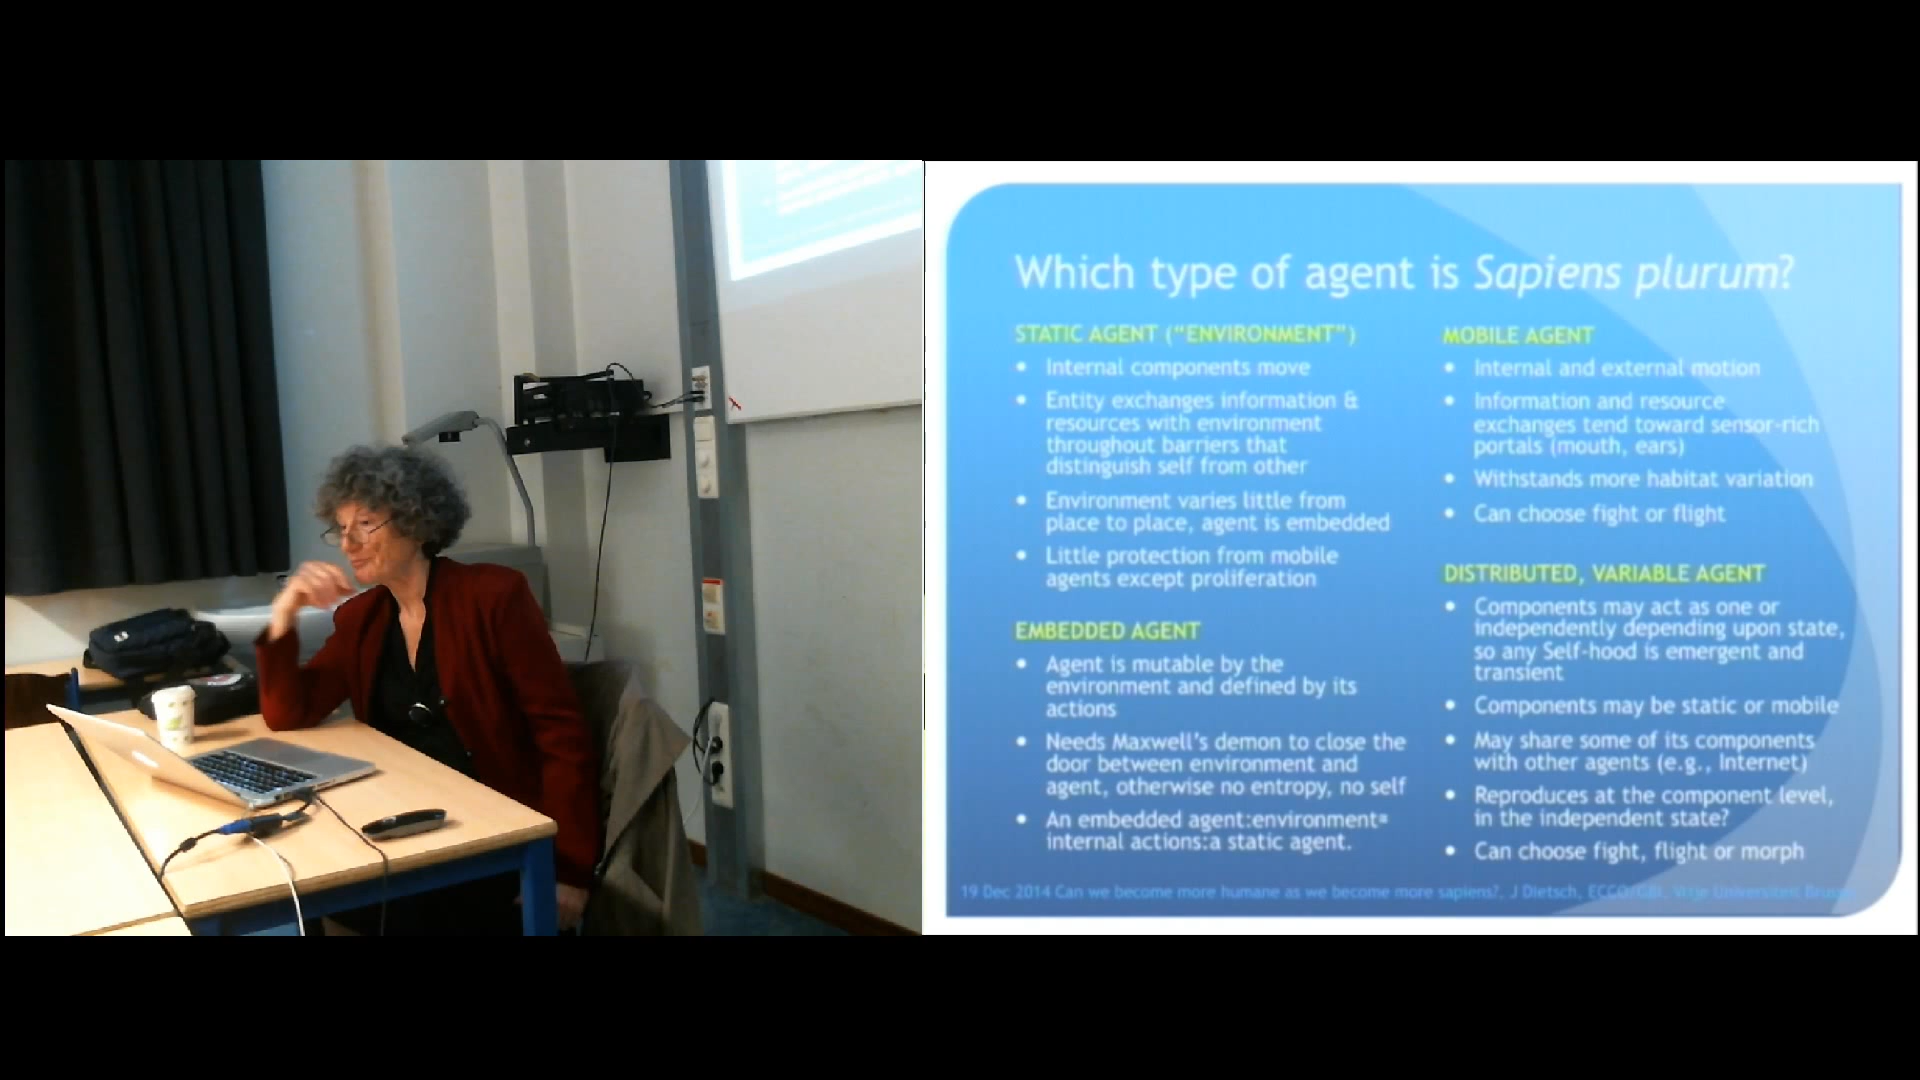 Which type of agent is Sapiens plurum?
STATIC AGENT ("ENVIRONMENT")
• Internal components move
• Entity exchanges information &
resources with environment
throughout barriers that
distinguish self from other
• Environment varies little from
place to place, agent is embedded
• Little protection from mobile
agents except proliferation
EMBEDDED AGENT
• Agent is mutable by the
environment and defined by its
actions
• Needs Maxwell's demon to close the
door between environment and
agent, otherwise no entropy, no self
• An embedded agent:environment=
internal actions:a static agent.
MOBILE AGENT
• Internal and external motion
• Information and resource
exchanges tend toward sensor-rich
portals (mouth, ears)
• Withstands more habitat variation
• Can choose fight or flight
DISTRIBUTED, VARIABLE AGENT
• Components may act as one or
independently depending upon state,
so any Self-hood is emergent and
transient
• Components may be static or mobile
• May share some of its components
with other agents (e.g., Internet)
• Reproduces at the component level,
in the independent state?
• Can choose fight, flight or morph
19 Dec 2014 Can we become more humane as we become more sapiens?, J Dietsch, ECCO/GBI, Vrije Universiteit